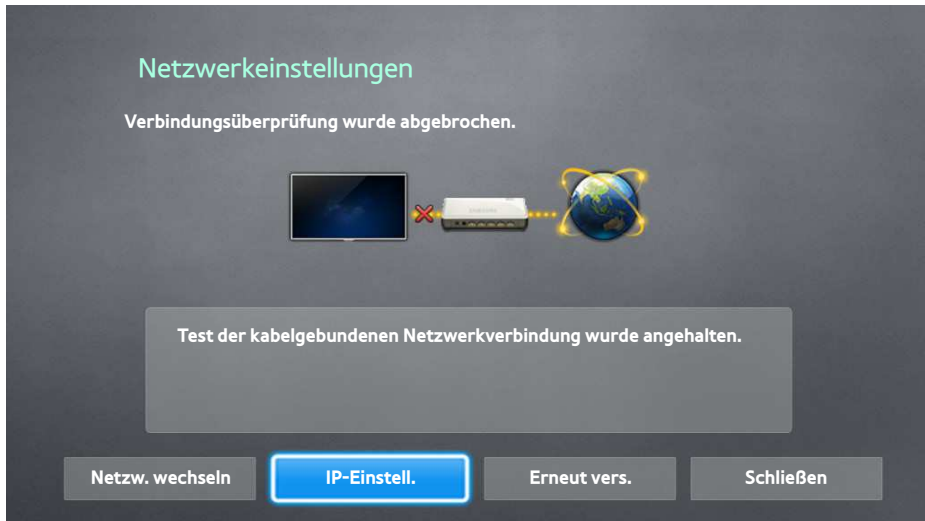 Netzwerkeinstellungen
Verbindungsüberprüfung wurde abgebrochen.
Test der kabelgebundenen Netzwerkverbindung wurde angehalten.
Netzw. wechseln
IP-Einstell.
Erneut vers.
Schließen